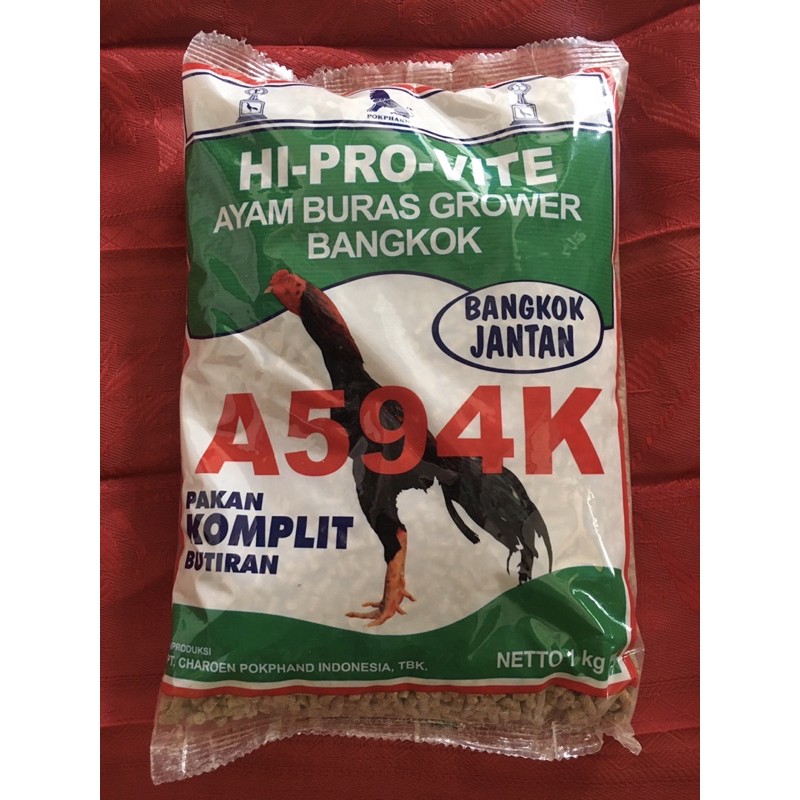 POKPHAND
HI-PRO-VITE
AYAM BURAS GROWER
BANGKOK
BANGKOK
JANTAN
A594K
PAKAN
KOMPLIT
BUTIRAN
PT. CHAROEN POKPHAND INDONESIA, TBK.
NETTO 1 kg